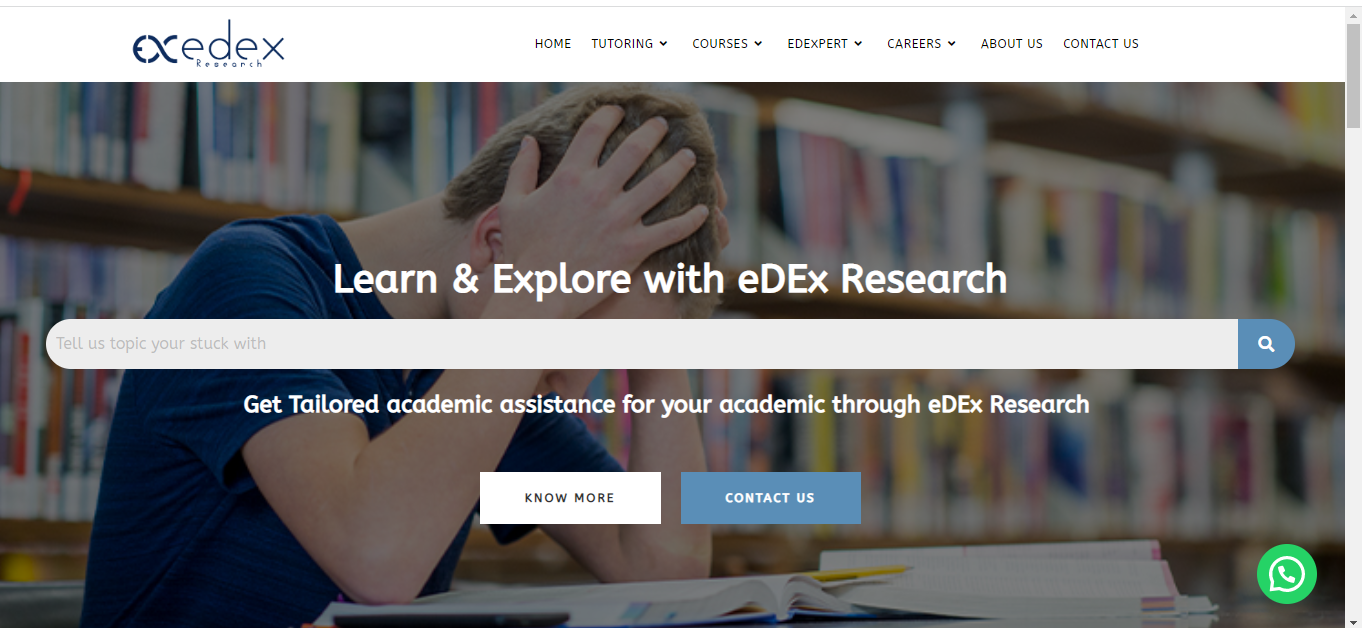 edex
Research
HOME TUTORING COURSES EDEXPERT CAREERS ABOUT US CONTACT US
Learn & Explore with eDEx Research
Tell us topic your stuck with
Get Tailored academic assistance for your academic through eDEx Research
KNOW MORE CONTACT US